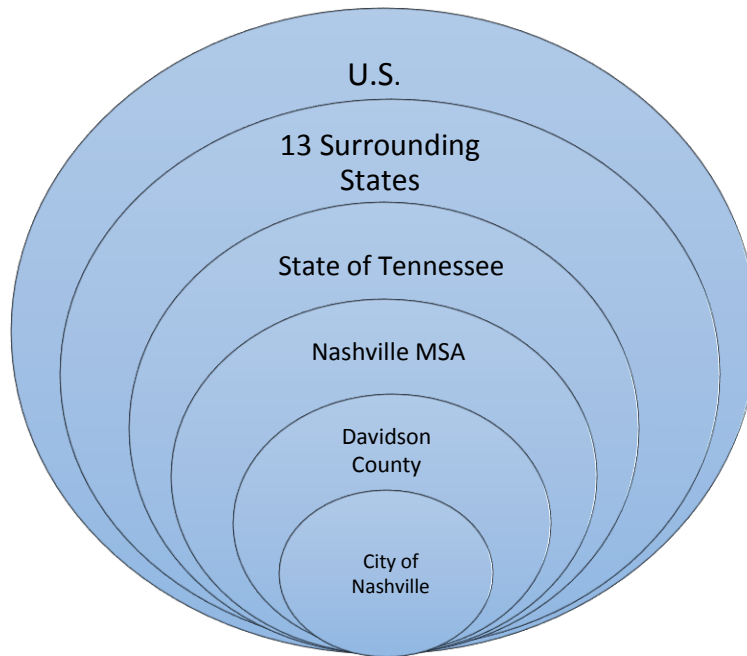 U.S.
13 Surrounding
States
State of Tennessee
Nashville MSA
Davidson
County
City of
Nashville